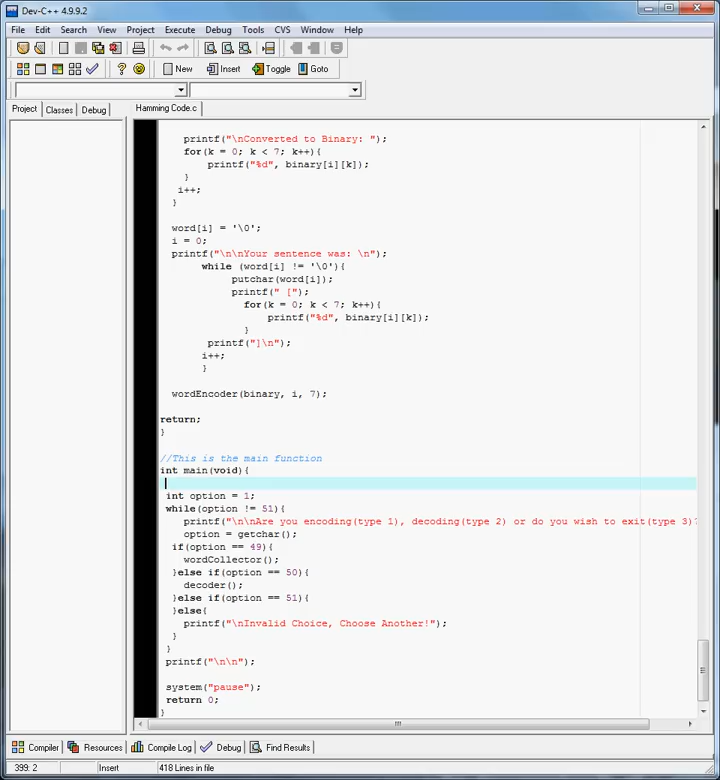 Dev-C++ 4.9.9.2
File Edit Search View Project Execute Debug Tools CVS Window Help
New Insert Toggle Goto
Project Classes Debug Hamming Code.c
printf("\nConverted to Binary: ");
for(k = 0; k < 7; k++){
printf("%d", binary[i][k]);
}
i++;
}
word[i] = '\0';
i = 0;
printf("\n\nYour sentence was: \n");
while (word[i] != '\0'){
putchar(word[i]);
printf(" [");
for(k = 0; k < 7; k++){
printf("%d", binary[i][k]);
}
printf("]\n");
i++;
}
wordEncoder(binary, i, 7);
return;
}
//This is the main function
int main(void){
int option = 1;
while(option != 51){
printf("\n\nAre you encoding(type 1), decoding(type 2) or do you wish to exit(type 3)?
option = getchar();
if(option == 49){
wordCollector();
}else if(option == 50){
decoder();
}else if(option == 51){
}else{
printf("\nInvalid Choice, Choose Another!");
}
}
printf("\n\n");
system("pause");
return 0;
}
Compiler Resources Compile Log Debug Find Results
399: 2 Insert 418 Lines in file